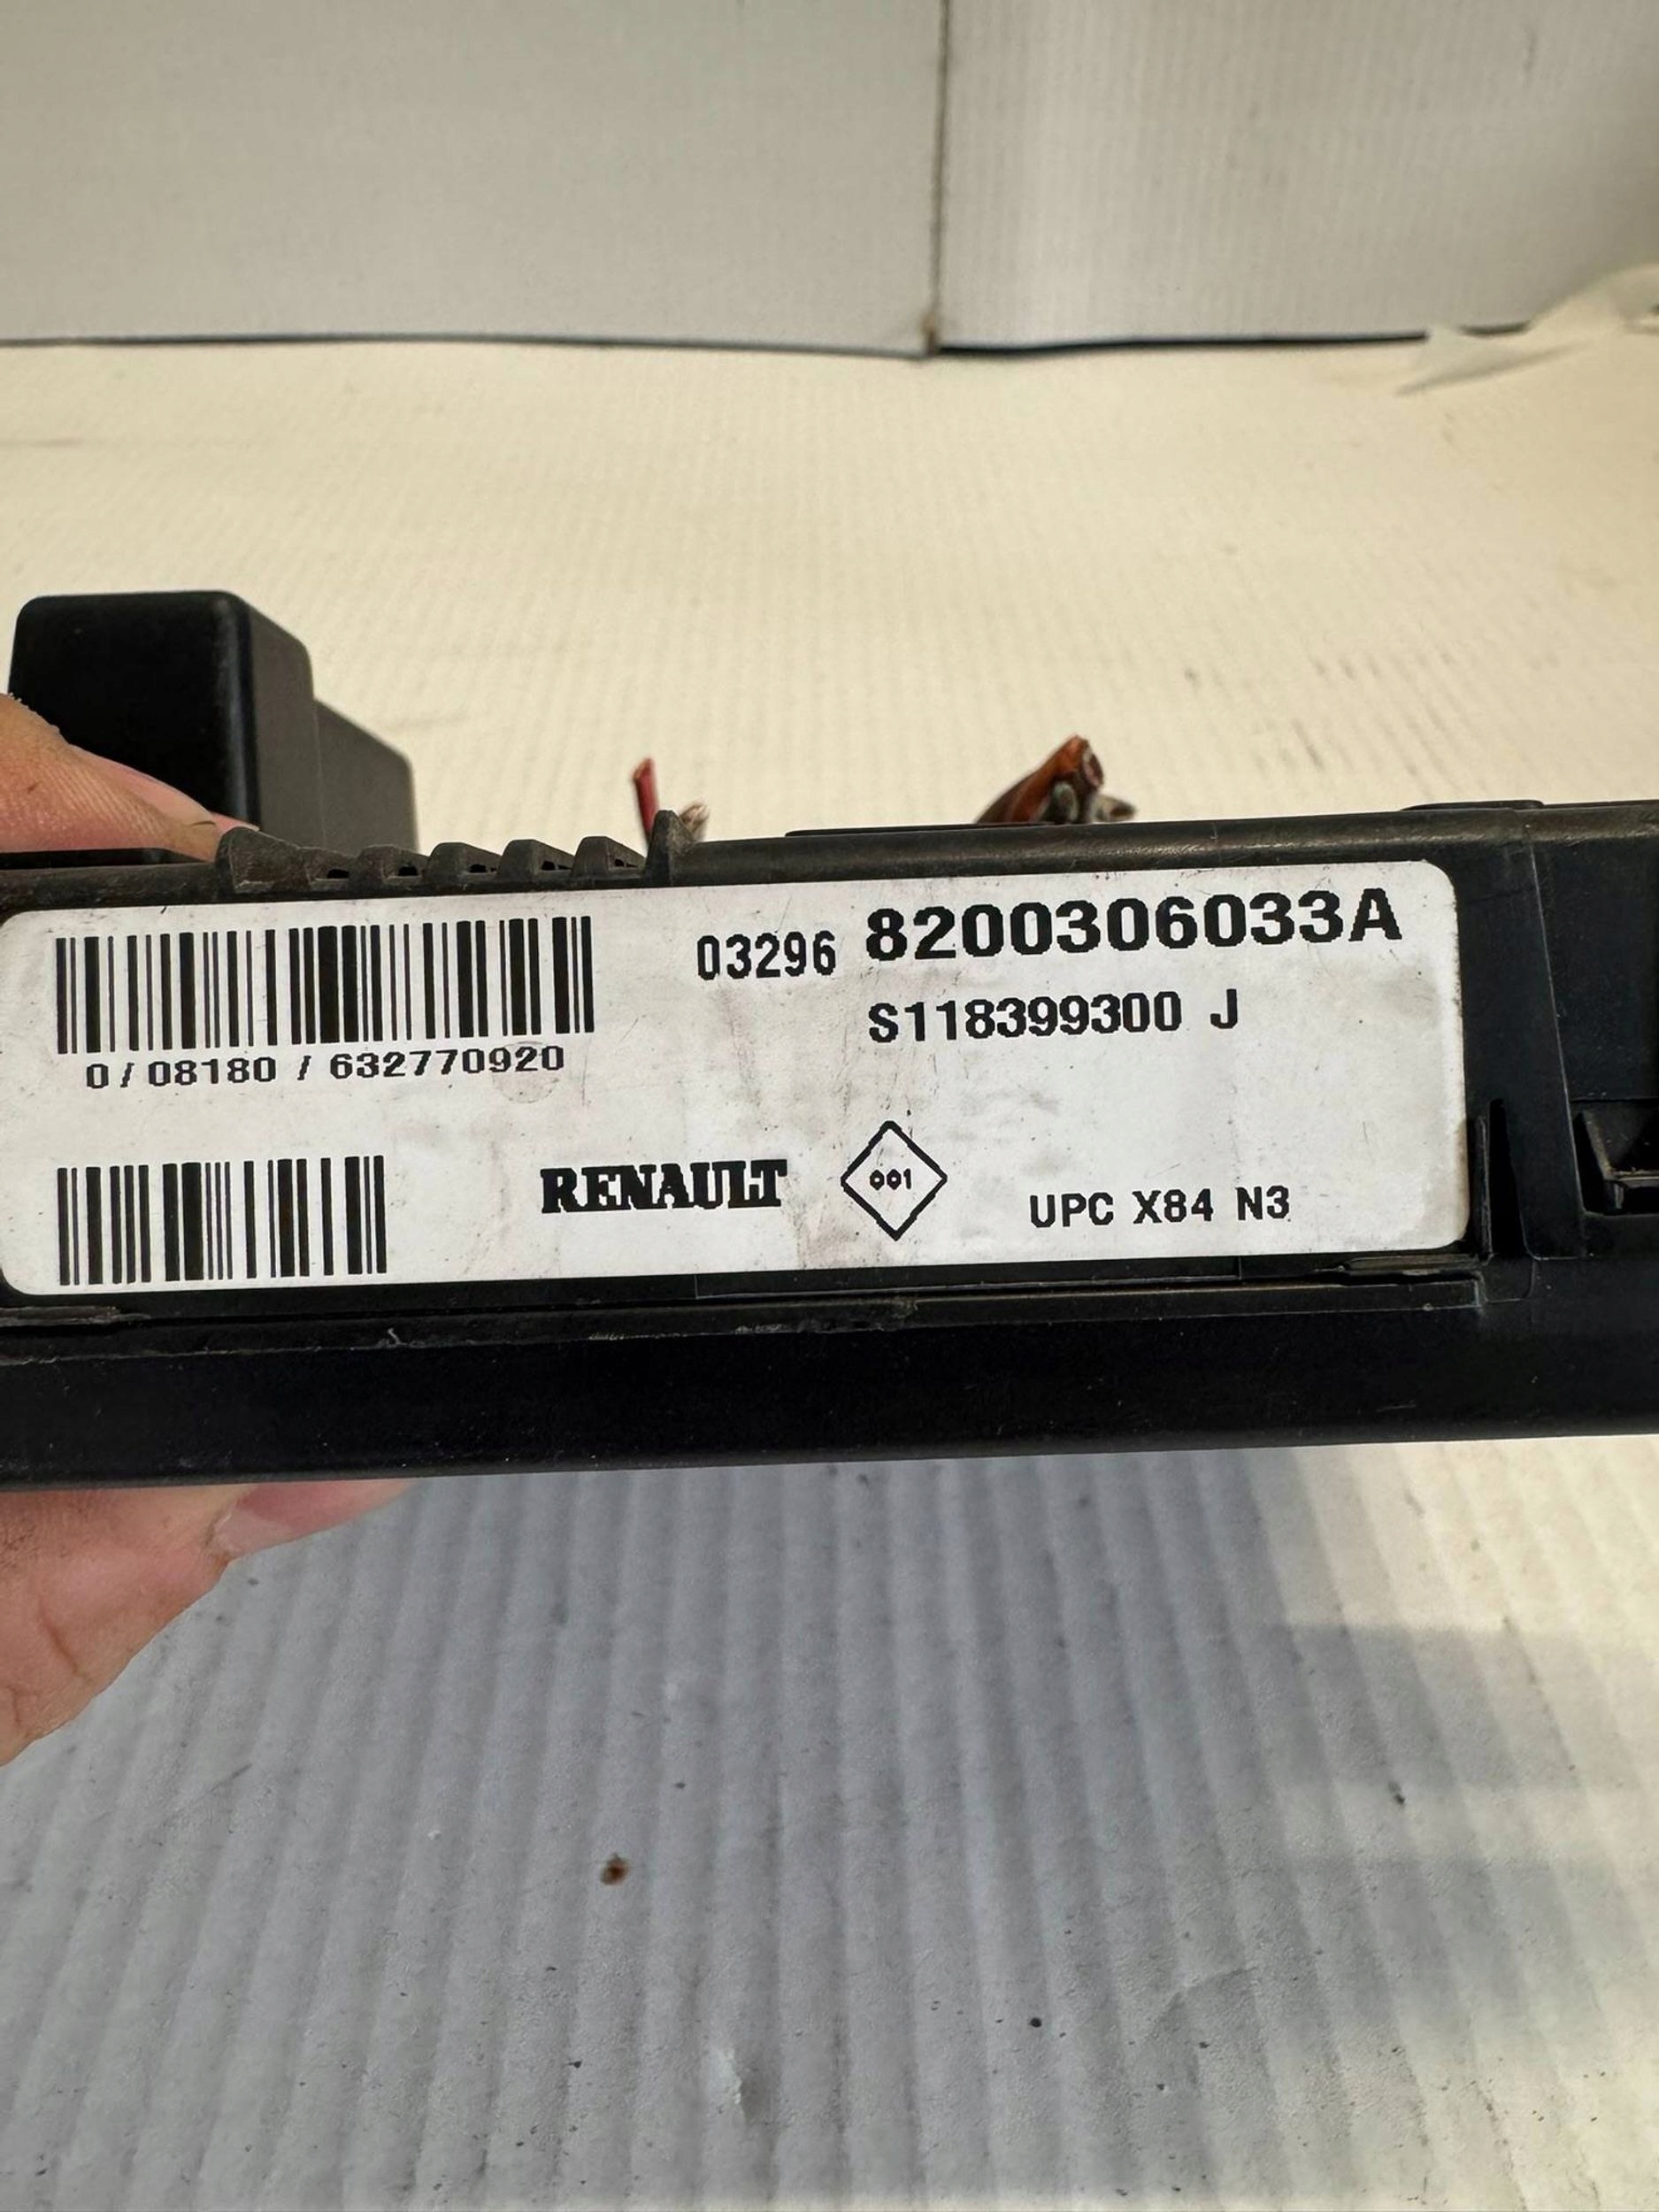 03296 8200306033A
S118399300 J
0/08180/632770920
RENAULT 001 UPC X84 N3